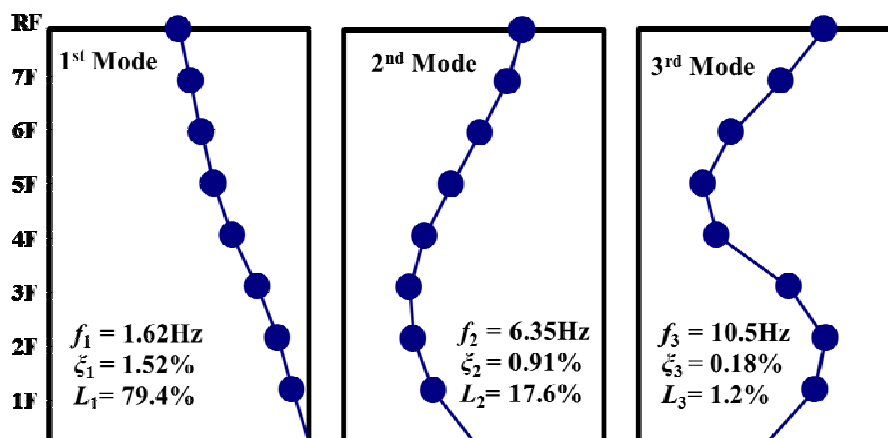 RF
7F
6F
5F
4F
3F
2F
1F
1st Mode
f1 = 1.62Hz
ξ1 = 1.52%
L1= 79.4%
2nd Mode
f2 = 6.35Hz
ξ2 = 0.91%
L2= 17.6%
3rd Mode
f3 = 10.5Hz
ξ3 = 0.18%
L3= 1.2%